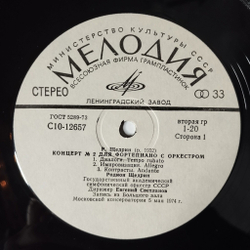 МИНИСТЕРСТВО КУЛЬТУРЫ СССР
МЕЛОДИЯ
ВСЕСОЮЗНАЯ ФИРМА ГРАМПЛАСТИНОК
СТЕРЕО
33
ЛЕНИНГРАДСКИЙ ЗАВОД
ГОСТ 5289-73
С10-12657
вторая гр.
1-20
Сторона 1
Р. Щедрин (р. 1932)
КОНЦЕРТ № 2 ДЛЯ ФОРТЕПИАНО С ОРКЕСТРОМ
1. Диалоги: Tempo rubato
2. Импровизации: Allegro
3. Контрасты: Andante
Родион Щедрин
Государственный академический
симфонический оркестр СССР
Дирижер Евгений Светланов
Запись из Большого зала
Московской консерватории 5 мая 1974 г.